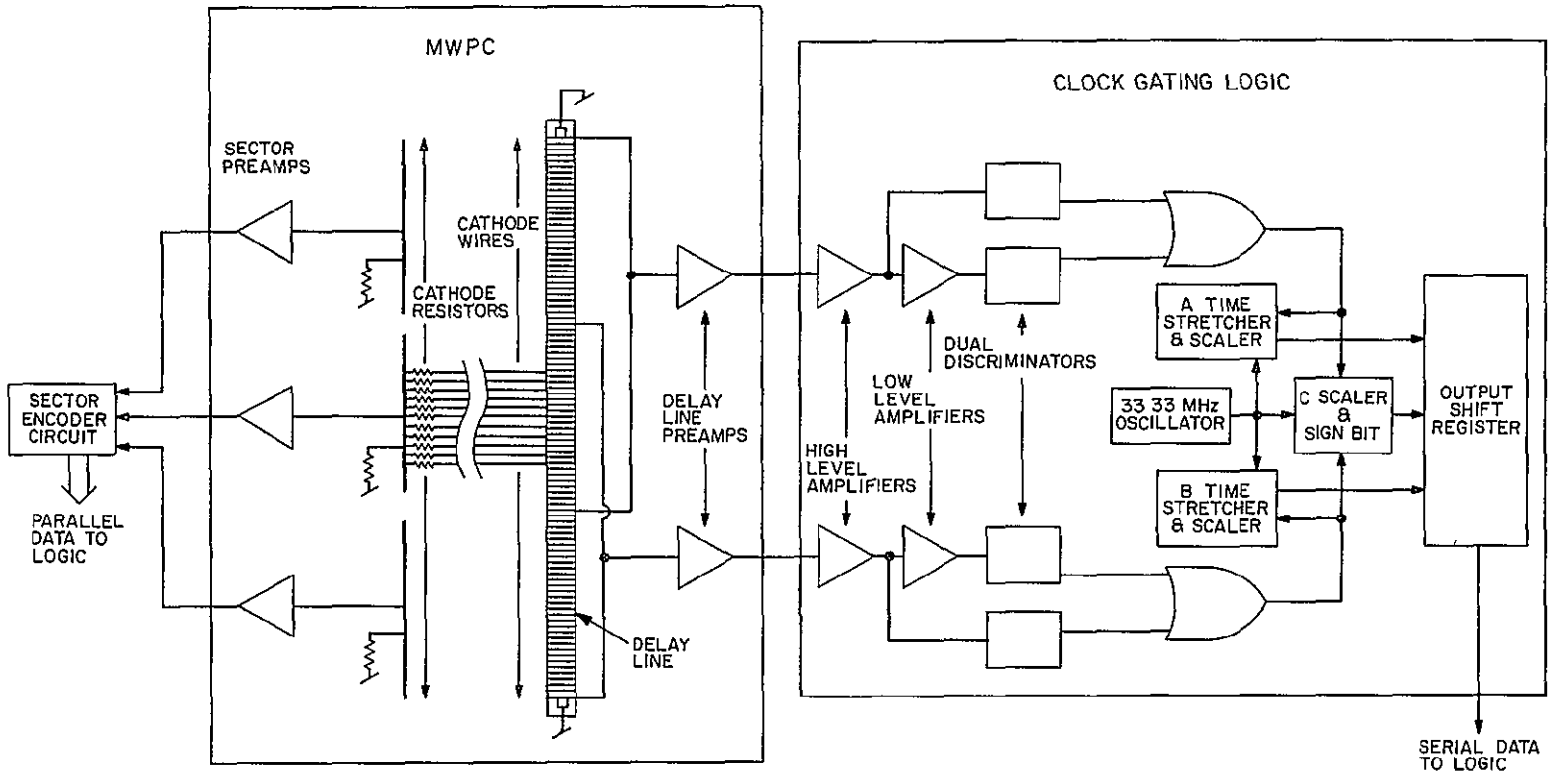 MWPC
CLOCK GATING LOGIC
SECTOR
PREAMPS
CATHODE
WIRES
CATHODE
RESISTORS
SECTOR
ENCODER
CIRCUIT
PARALLEL
DATA TO
LOGIC
DELAY
LINE
PREAMPS
DELAY
LINE
HIGH
LEVEL
AMPLIFIERS
LOW
LEVEL
AMPLIFIERS
DUAL
DISCRIMINATORS
A TIME
STRETCHER
& SCALER
33 33 MHz
OSCILLATOR
C SCALER
&
SIGN BIT
B TIME
STRETCHER
& SCALER
OUTPUT
SHIFT
REGISTER
SERIAL DATA
TO LOGIC